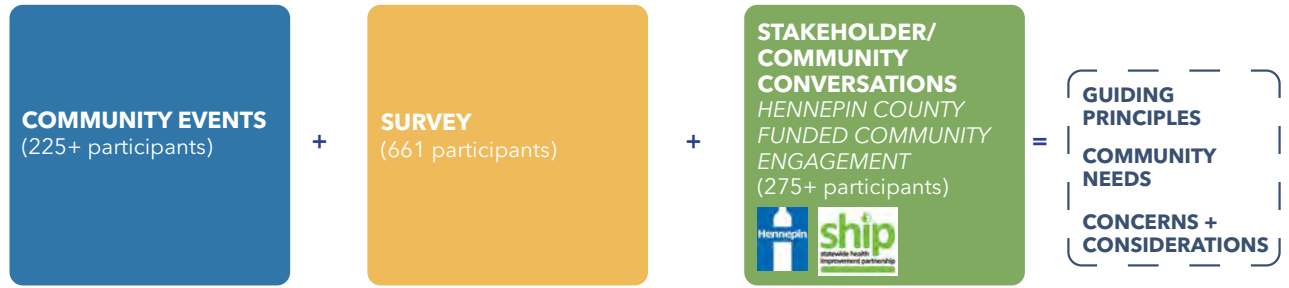 COMMUNITY EVENTS
(225+ participants)
+
SURVEY
(661 participants)
+
STAKEHOLDER/
COMMUNITY
CONVERSATIONS
HENNEPIN COUNTY
FUNDED COMMUNITY
ENGAGEMENT
(275+ participants)
Hennepin
ship
statewide health
improvement partnership
=
GUIDING
PRINCIPLES
COMMUNITY
NEEDS
CONCERNS +
CONSIDERATIONS